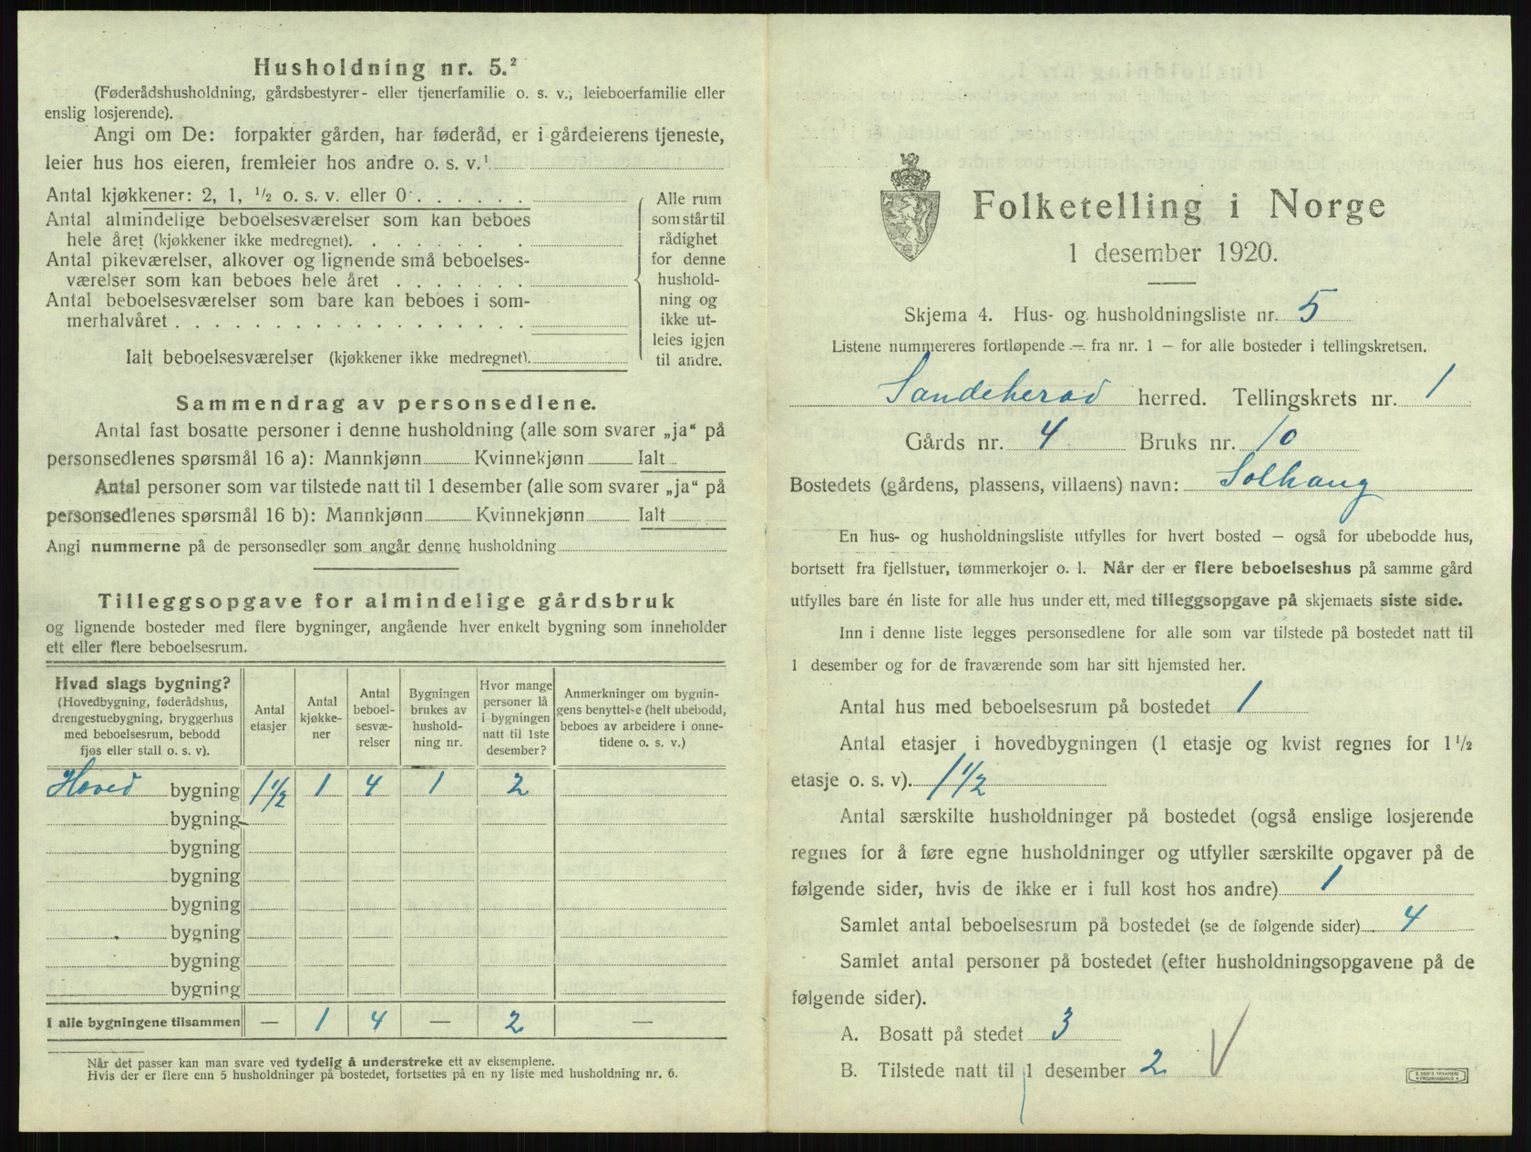 Husholdning nr. 5.²
(Føderådshusholdning, gårdsbestyrer- eller tjenerfamilie o. s. v., leieboerfamilie eller
enslig losjerende).
Angi om De: forpakter gården, har føderåd, er i gårdeierens tjeneste,
leier hus hos eieren, fremleier hos andre o. s. v.¹
Antal kjøkkener: 2, 1, ½ o. s. v. eller 0
Antal almindelige beboelsesværelser som kan beboes
hele året (kjøkkener ikke medregnet)
Antal pikeværelser, alkover og lignende små beboelses-
værelser som kan beboes hele året
Antal beboelsesværelser som bare kan beboes i som-
merhalvåret
Ialt beboelsesværelser (kjøkkener ikke medregnet)
Alle rum
som står til
rådighet
for denne
hushold-
ning og
ikke ut-
leies igjen
til andre.
Sammendrag av personsedlene.
Antal fast bosatte personer i denne husholdning (alle som svarer „ja“ på
personsedlenes spørsmål 16 a): Mannkjønn Kvinnekjønn Ialt
Antal personer som var tilstede natt til 1 desember (alle som svarer „ja“ på
personsedlenes spørsmål 16 b): Mannkjønn Kvinnekjønn Ialt
Angi nummerne på de personsedler som angår denne husholdning
Tilleggsopgave for almindelige gårdsbruk
og lignende bosteder med flere bygninger, angående hver enkelt bygning som inneholder
ett eller flere beboelsesrum.
Hvad slags bygning?
(Hovedbygning, føderådshus,
drengestuebygning, bryggerhus
med beboelsesrum, bebodd
fjøs eller stall o. s. v).
Antal
etasjer
Antal
kjøkke-
ner
Antal
beboel-
sesvæ-
relser
Bygningen
brukes av
hushold-
ning nr.
Hvor mange
personer lå
i bygningen
natt til 1ste
desember?
Anmerkninger om bygnin-
gens benyttelse (helt ubebodd,
beboes av arbeidere i onne-
tidene o. s. v.)
Hoved bygning 1½ 1 4 1 2
bygning
bygning
bygning
bygning
bygning
bygning
bygning
I alle bygningene tilsammen — 1 4 — 2 —
¹ Når det passer kan man svare ved tydelig å understreke ett av eksemplene.
² Hvis der er flere enn 5 husholdninger på bostedet, fortsettes på en ny liste med husholdning nr. 6.
Folketelling i Norge
1 desember 1920.
Skjema 4. Hus- og husholdningsliste nr. 5
Listene nummereres fortløpende — fra nr. 1 — for alle bosteder i tellingskretsen.
Sandeherad herred. Tellingskrets nr. 1
Gårds nr. 4 Bruks nr. 10
Bostedets (gårdens, plassens, villaens) navn: Solhaug
En hus- og husholdningsliste utfylles for hvert bosted — også for ubebodde hus,
bortsett fra fjellstuer, tømmerkojer o. l. Når der er flere beboelseshus på samme gård
utfylles bare én liste for alle hus under ett, med tilleggsopgave på skjemaets siste side.
Inn i denne liste legges personsedlene for alle som var tilstede på bostedet natt til
1 desember og for de fraværende som har sitt hjemsted her.
Antal hus med beboelsesrum på bostedet 1
Antal etasjer i hovedbygningen (1 etasje og kvist regnes for 1½
etasje o. s. v). 1½
Antal særskilte husholdninger på bostedet (også enslige losjerende
regnes for å føre egne husholdninger og utfyller særskilte opgaver på de
følgende sider, hvis de ikke er i full kost hos andre) 1
Samlet antal beboelsesrum på bostedet (se de følgende sider) 4
Samlet antal personer på bostedet (efter husholdningsopgavene på de
følgende sider).
A. Bosatt på stedet 3
B. Tilstede natt til 1 desember 2